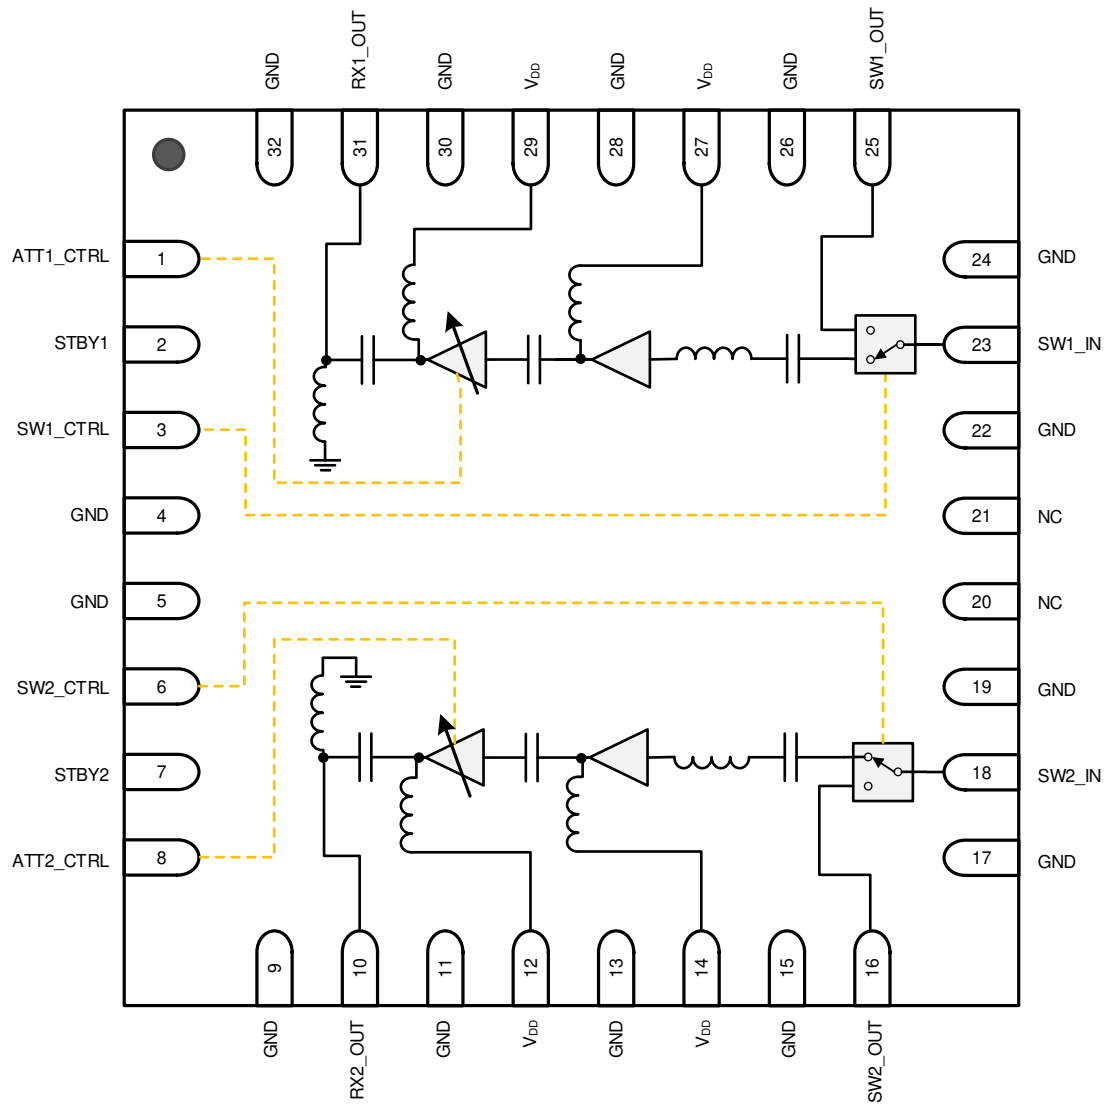 GND
RX1_OUT
GND
VDD
GND
VDD
GND
SW1_OUT
32
31
30
29
28
27
26
25
ATT1_CTRL
1
24
GND
STBY1
2
23
SW1_IN
SW1_CTRL
3
22
GND
GND
4
21
NC
GND
5
20
NC
SW2_CTRL
6
19
GND
STBY2
7
18
SW2_IN
ATT2_CTRL
8
17
GND
9
10
11
12
13
14
15
16
GND
RX2_OUT
GND
VDD
GND
VDD
GND
SW2_OUT